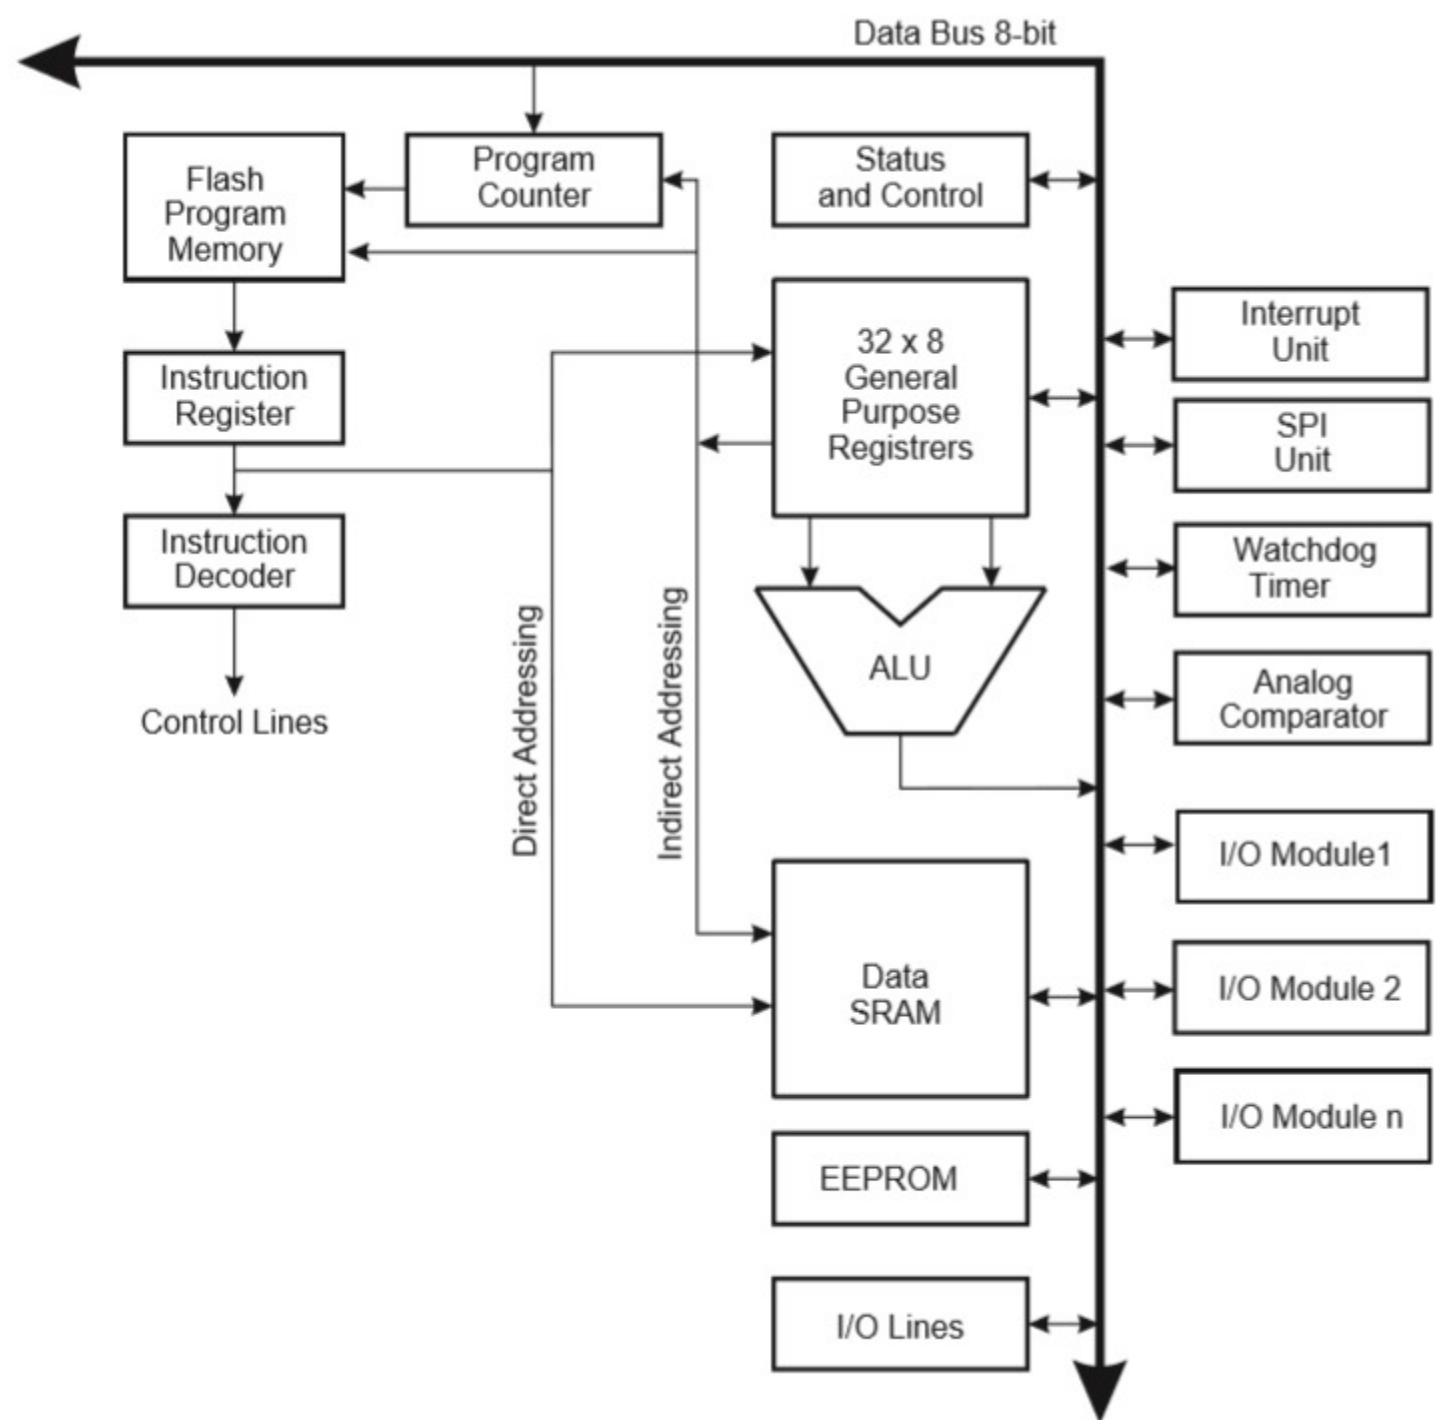 Data Bus 8-bit
Flash
Program
Memory
Program
Counter
Status
and Control
Instruction
Register
32 x 8
General
Purpose
Registrers
Interrupt
Unit
SPI
Unit
Instruction
Decoder
Watchdog
Timer
Control Lines
Direct Addressing
Indirect Addressing
ALU
Analog
Comparator
I/O Module1
Data
SRAM
I/O Module 2
I/O Module n
EEPROM
I/O Lines